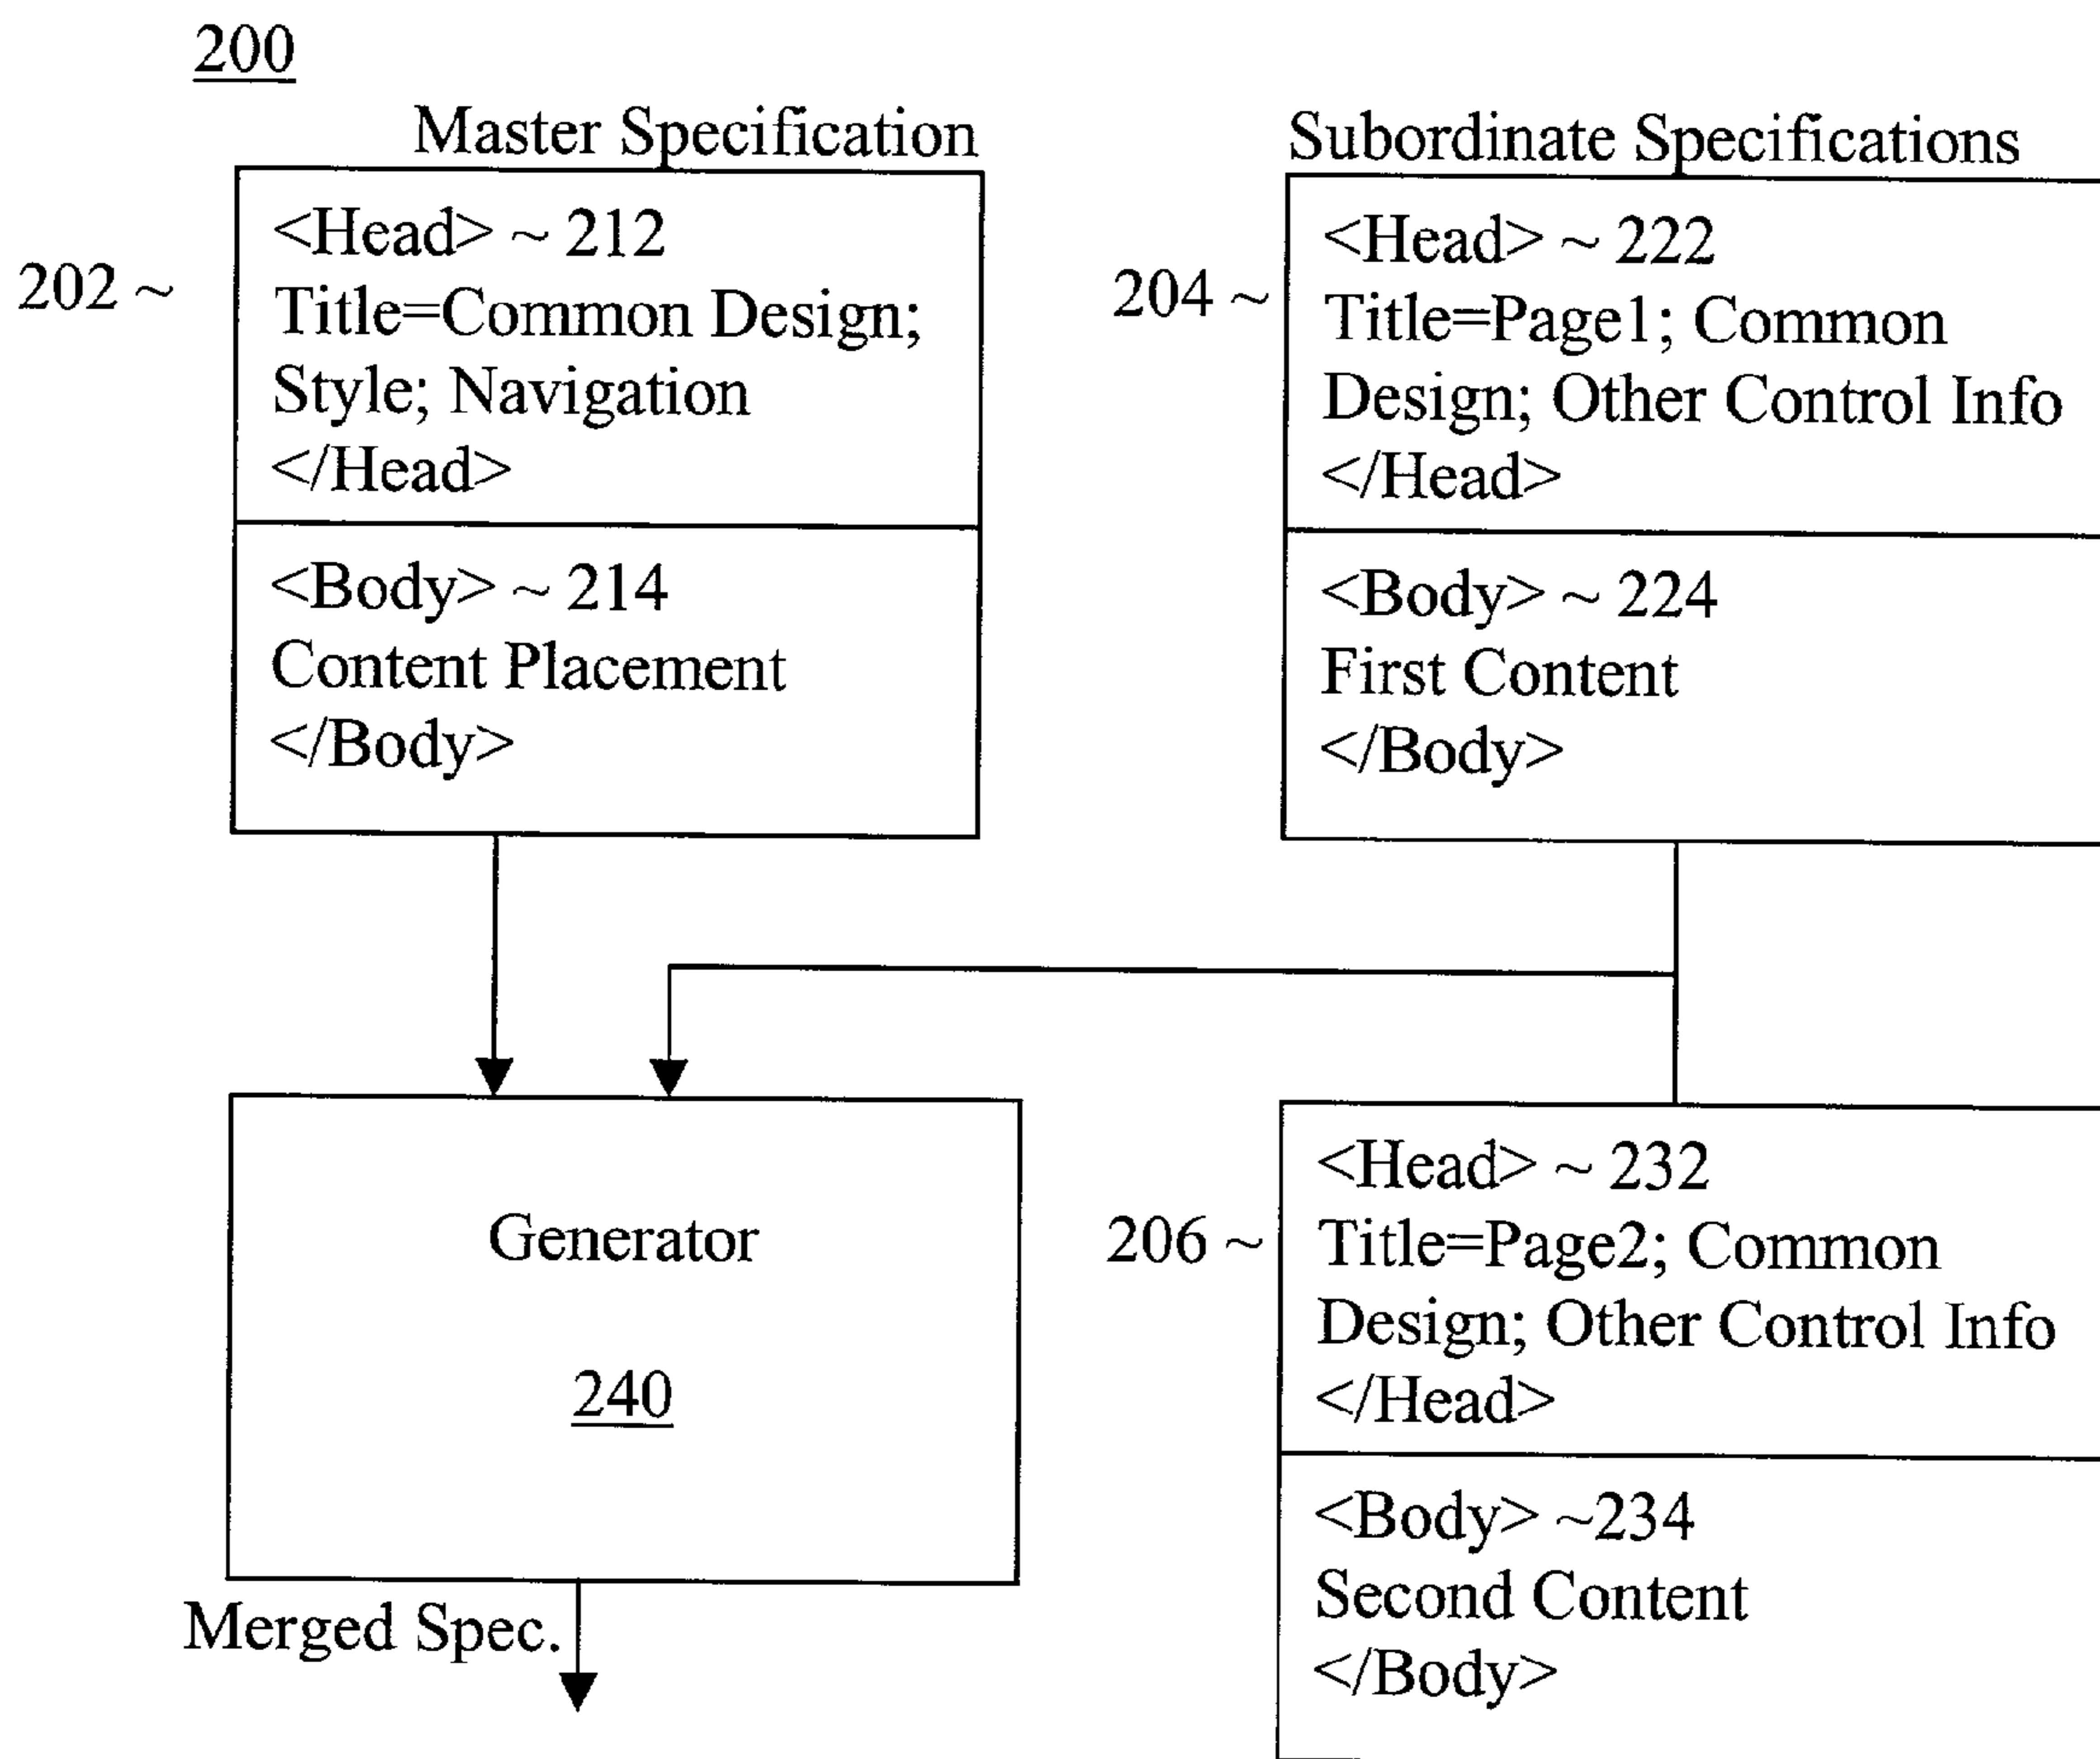 200
Master Specification
202 ~
<Head> ~ 212
Title=Common Design;
Style; Navigation
</Head>
<Body> ~ 214
Content Placement
</Body>
Subordinate Specifications
204 ~
<Head> ~ 222
Title=Page1; Common
Design; Other Control Info
</Head>
<Body> ~ 224
First Content
</Body>
Generator
240
Merged Spec.
206 ~
<Head> ~ 232
Title=Page2; Common
Design; Other Control Info
</Head>
<Body> ~234
Second Content
</Body>